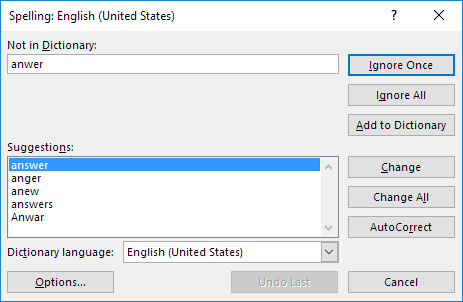 Spelling: English (United States)
?
Not in Dictionary:
anwer
Ignore Once
Ignore All
Add to Dictionary
Suggestions:
answer
anger
anew
answers
Anwar
Change
Change All
AutoCorrect
Dictionary language: English (United States)
Options... Undo Last Cancel